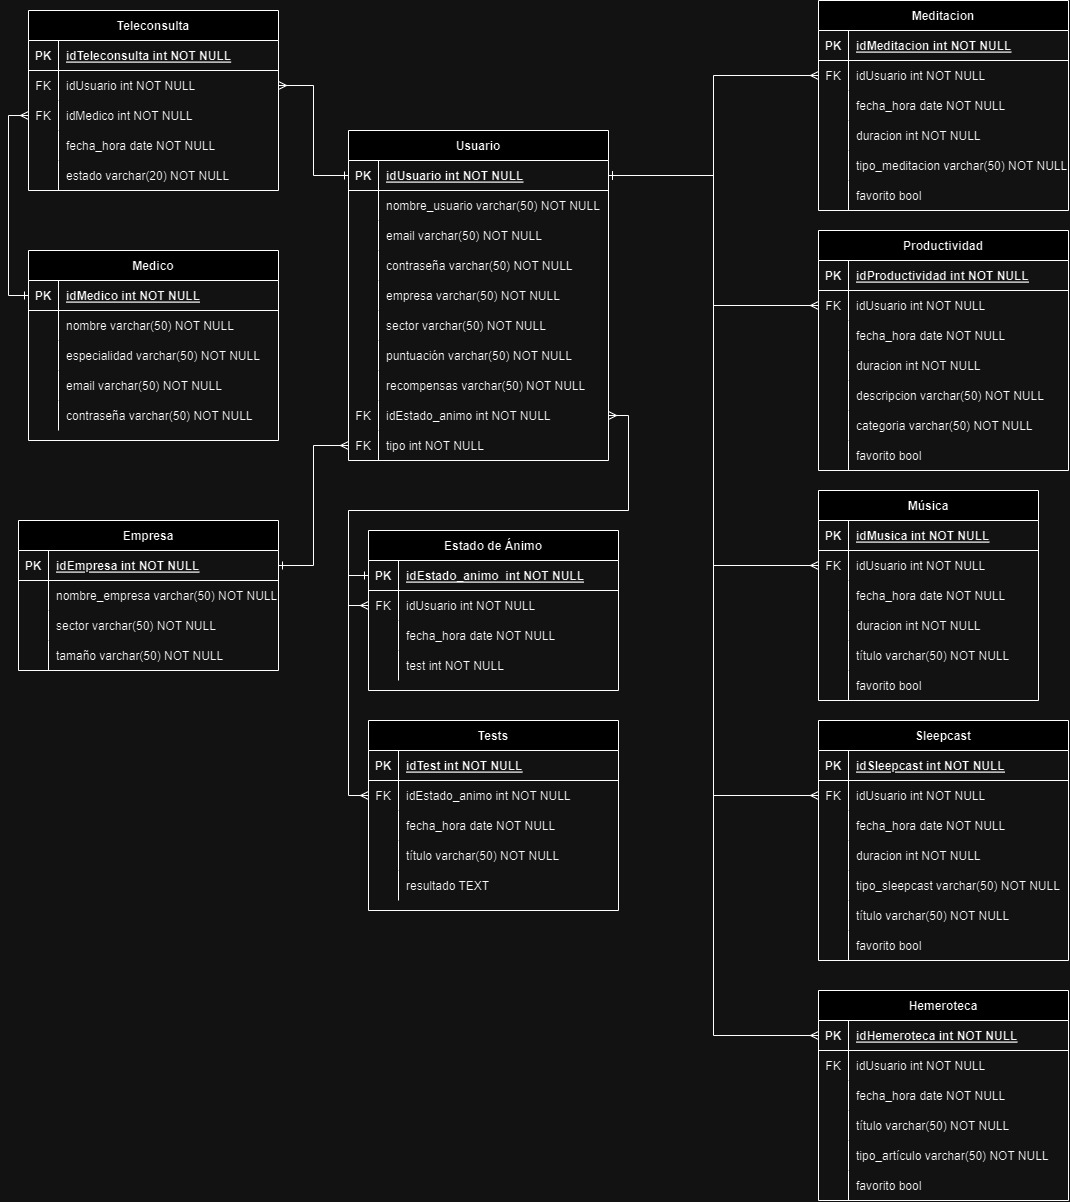 Teleconsulta
PK idTeleconsulta int NOT NULL
FK idUsuario int NOT NULL
FK idMedico int NOT NULL
fecha_hora date NOT NULL
estado varchar(20) NOT NULL
Medico
PK idMedico int NOT NULL
nombre varchar(50) NOT NULL
especialidad varchar(50) NOT NULL
email varchar(50) NOT NULL
contraseña varchar(50) NOT NULL
Empresa
PK idEmpresa int NOT NULL
nombre_empresa varchar(50) NOT NULL
sector varchar(50) NOT NULL
tamaño varchar(50) NOT NULL
Usuario
PK idUsuario int NOT NULL
nombre_usuario varchar(50) NOT NULL
email varchar(50) NOT NULL
contraseña varchar(50) NOT NULL
empresa varchar(50) NOT NULL
sector varchar(50) NOT NULL
puntuación varchar(50) NOT NULL
recompensas varchar(50) NOT NULL
FK idEstado_animo int NOT NULL
FK tipo int NOT NULL
Estado de Ánimo
PK idEstado_animo int NOT NULL
FK idUsuario int NOT NULL
fecha_hora date NOT NULL
test int NOT NULL
Tests
PK idTest int NOT NULL
FK idEstado_animo int NOT NULL
fecha_hora date NOT NULL
título varchar(50) NOT NULL
resultado TEXT
Meditacion
PK idMeditacion int NOT NULL
FK idUsuario int NOT NULL
fecha_hora date NOT NULL
duracion int NOT NULL
tipo_meditacion varchar(50) NOT NULL
favorito bool
Productividad
PK idProductividad int NOT NULL
FK idUsuario int NOT NULL
fecha_hora date NOT NULL
duracion int NOT NULL
descripcion varchar(50) NOT NULL
categoria varchar(50) NOT NULL
favorito bool
Música
PK idMusica int NOT NULL
FK idUsuario int NOT NULL
fecha_hora date NOT NULL
duracion int NOT NULL
título varchar(50) NOT NULL
favorito bool
Sleepcast
PK idSleepcast int NOT NULL
FK idUsuario int NOT NULL
fecha_hora date NOT NULL
duracion int NOT NULL
tipo_sleepcast varchar(50) NOT NULL
título varchar(50) NOT NULL
favorito bool
Hemeroteca
PK idHemeroteca int NOT NULL
FK idUsuario int NOT NULL
fecha_hora date NOT NULL
título varchar(50) NOT NULL
tipo_artículo varchar(50) NOT NULL
favorito bool